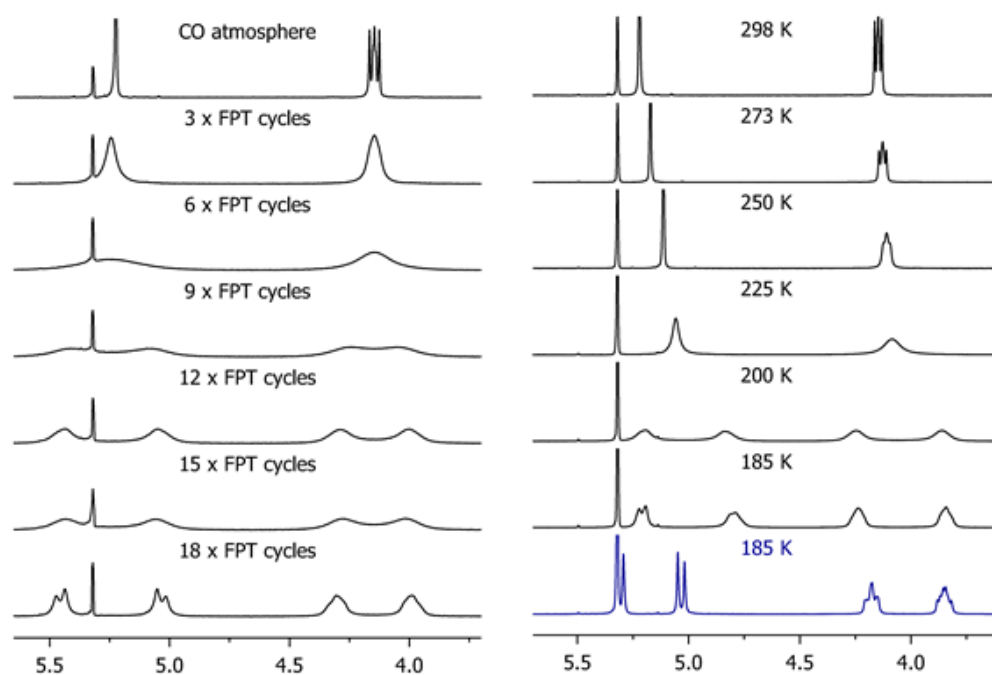 CO atmosphere
3 x FPT cycles
6 x FPT cycles
9 x FPT cycles
12 x FPT cycles
15 x FPT cycles
18 x FPT cycles
5.5 5.0 4.5 4.0
298 K
273 K
250 K
225 K
200 K
185 K
185 K
5.5 5.0 4.5 4.0